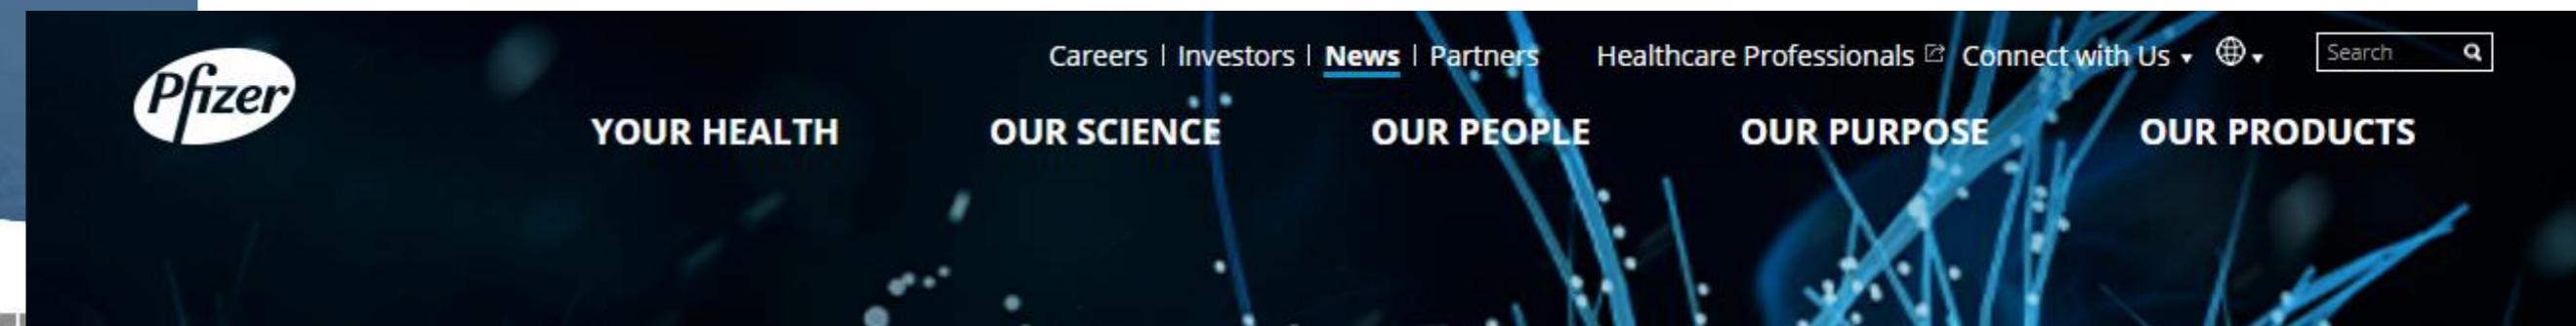 Pfizer
Careers | Investors | News | Partners Healthcare Professionals Connect with Us Search
YOUR HEALTH OUR SCIENCE OUR PEOPLE OUR PURPOSE OUR PRODUCTS